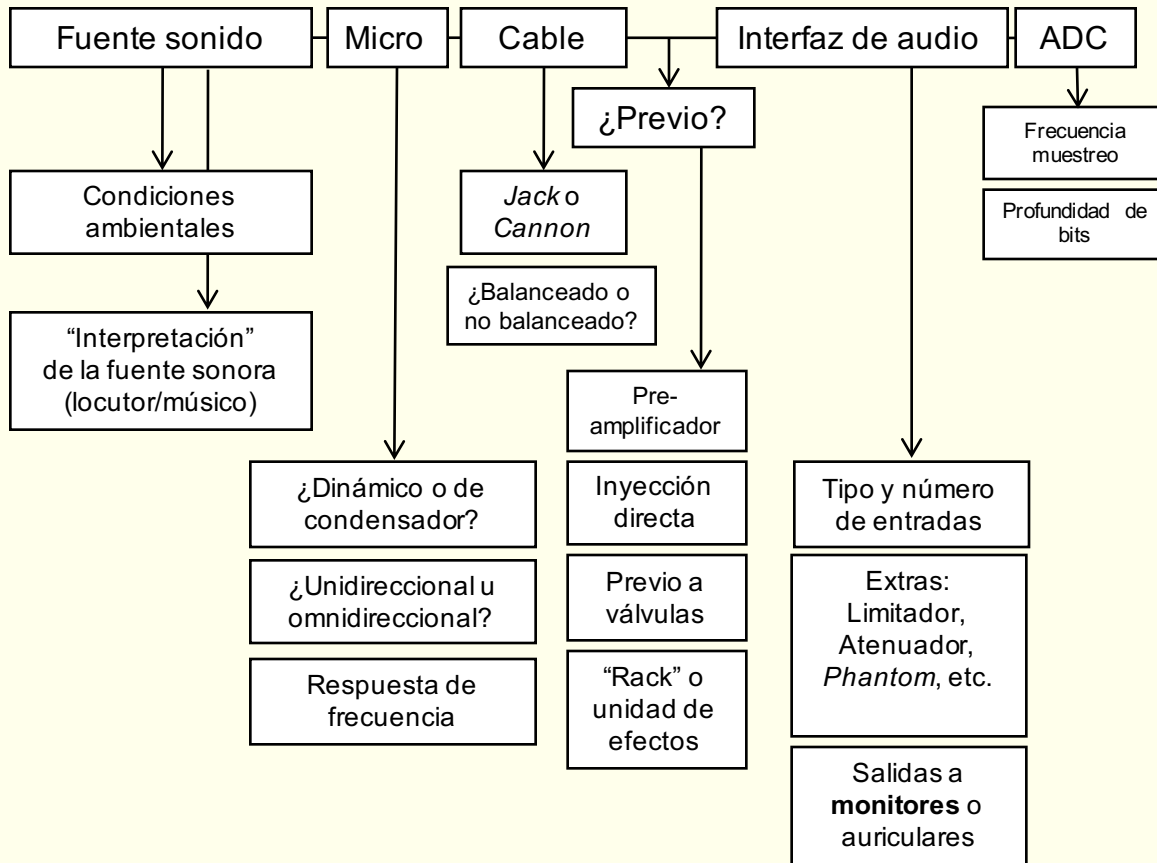 Fuente sonido
Micro
Cable
Interfaz de audio
ADC
¿Previo?
Frecuencia
muestreo
Profundidad de
bits
Condiciones
ambientales
Jack o
Cannon
¿Balanceado o
no balanceado?
“Interpretación”
de la fuente sonora
(locutor/músico)
Pre-
amplificador
¿Dinámico o de
condensador?
Inyección
directa
Tipo y número
de entradas
¿Unidireccional u
omnidireccional?
Previo a
válvulas
Extras:
Limitador,
Atenuador,
Phantom, etc.
Respuesta de
frecuencia
“Rack” o
unidad de
efectos
Salidas a
monitores o
auriculares